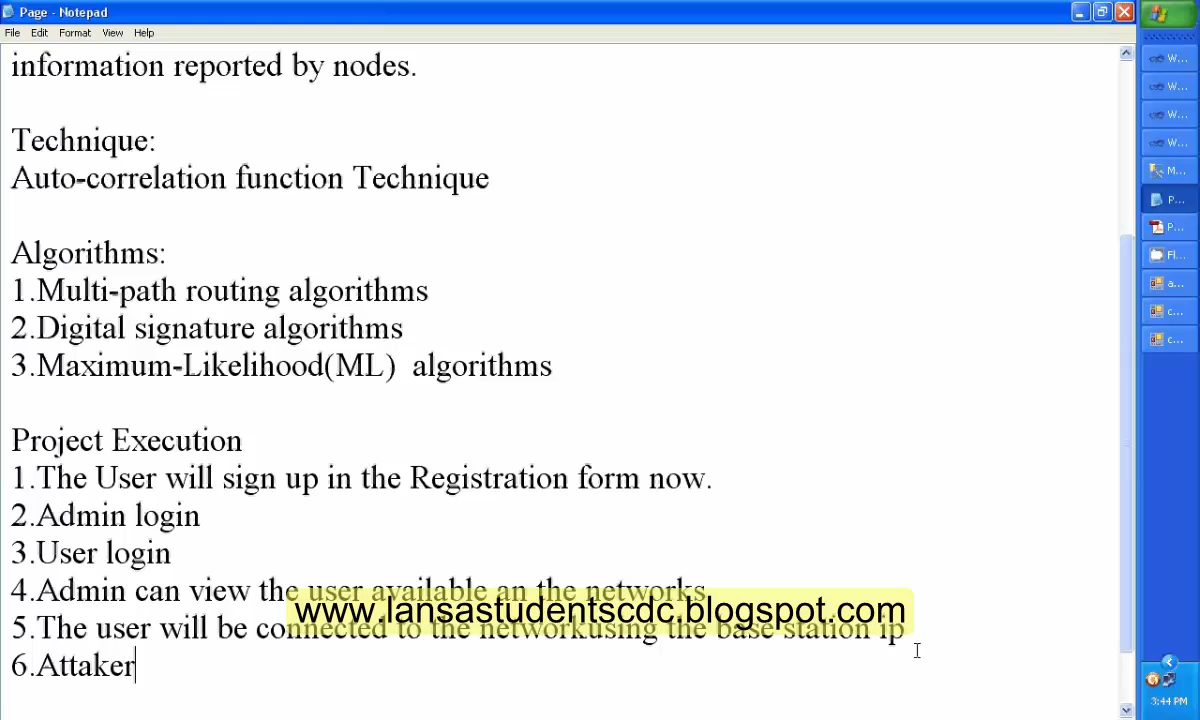 Page - Notepad
File Edit Format View Help
information reported by nodes.
Technique:
Auto-correlation function Technique
Algorithms:
1.Multi-path routing algorithms
2.Digital signature algorithms
3.Maximum-Likelihood(ML) algorithms
Project Execution
1.The User will sign up in the Registration form now.
2.Admin login
3.User login
4.Admin can view the user available an the networks
www.lansastudentscdc.blogspot.com
5.The user will be connected to the networkusing the base station ip
6.Attaker
W...
W...
W...
W...
M...
P...
P...
Fl...
a...
c...
c...
3:44 PM